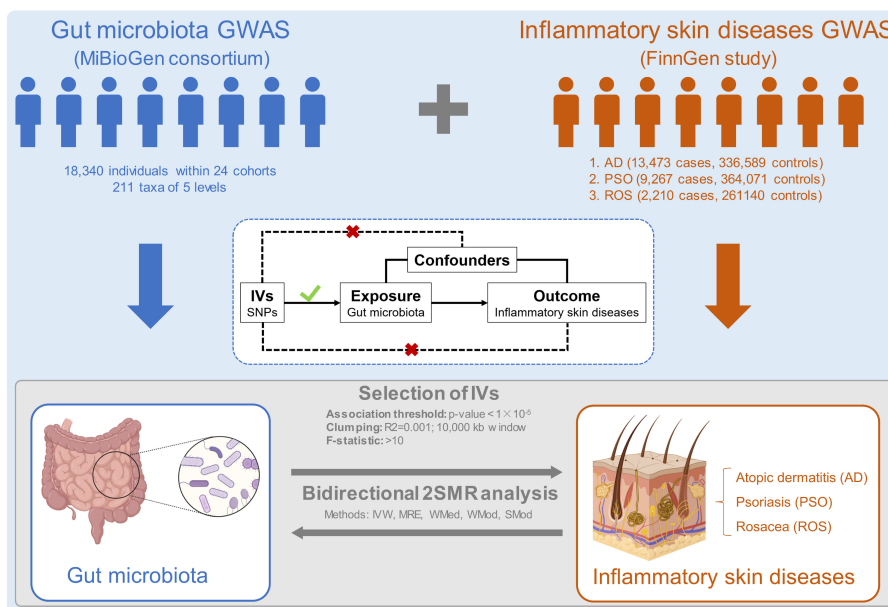 Gut microbiota GWAS
(MiBioGen consortium)
Inflammatory skin diseases GWAS
(FinnGen study)
18,340 individuals within 24 cohorts
211 taxa of 5 levels
1. AD (13,473 cases, 336,589 controls)
2. PSO (9,267 cases, 364,071 controls)
3. ROS (2,210 cases, 261140 controls)
Confounders
IVs
SNPs
Exposure
Gut microbiota
Outcome
Inflammatory skin diseases
Selection of IVs
Association threshold: p-value < 1×10-5
Clumping: R2=0.001; 10,000 kb window
F-statistic: >10
Bidirectional 2SMR analysis
Methods: IVW, MRE, WMed, WMod, SMod
Gut microbiota
Atopic dermatitis (AD)
Psoriasis (PSO)
Rosacea (ROS)
Inflammatory skin diseases